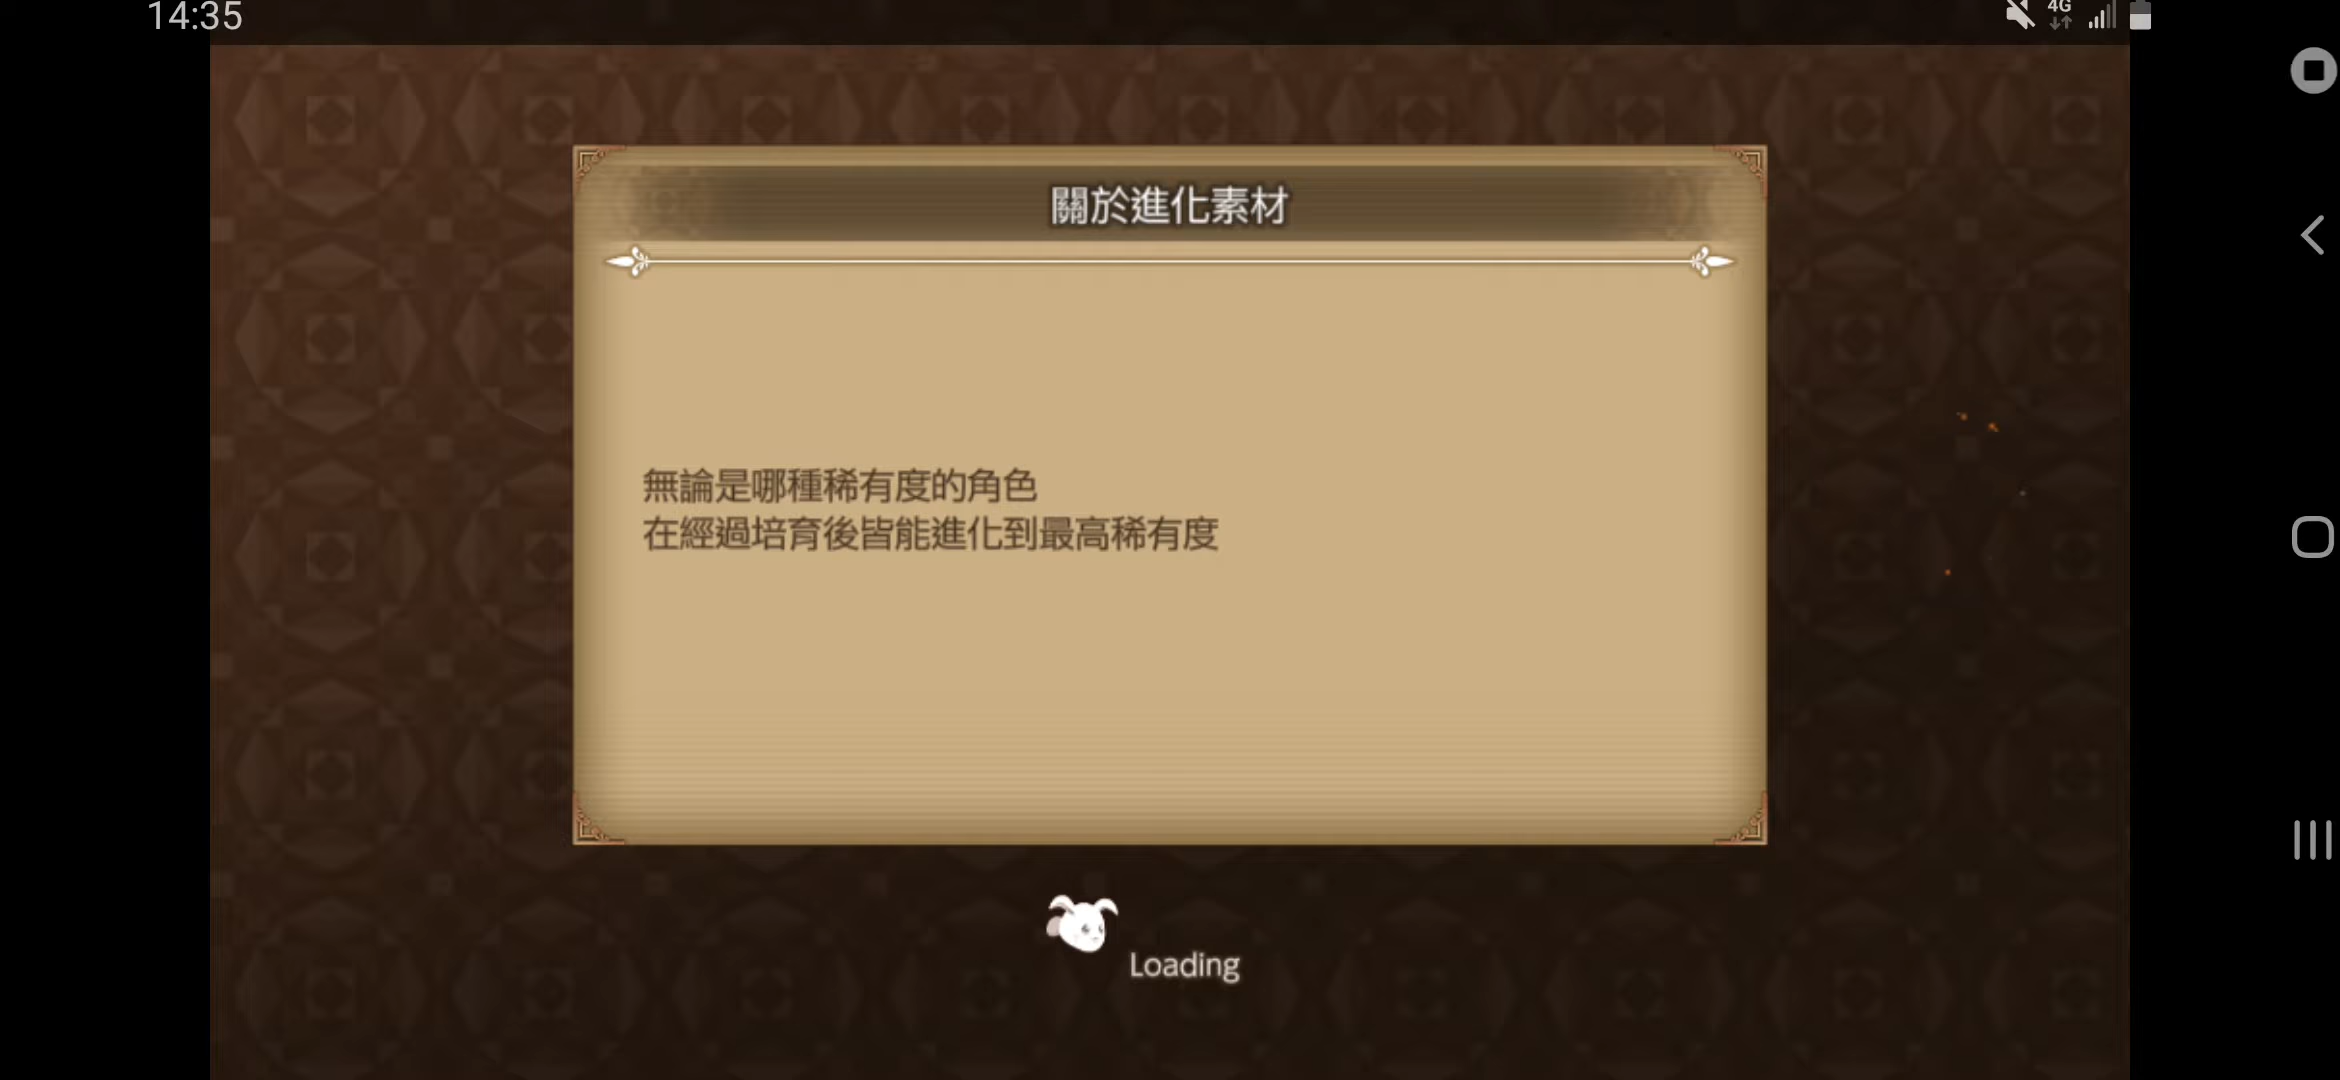 14:35
4G
關於進化素材
無論是哪種稀有度的角色
在經過培育後皆能進化到最高稀有度
Loading